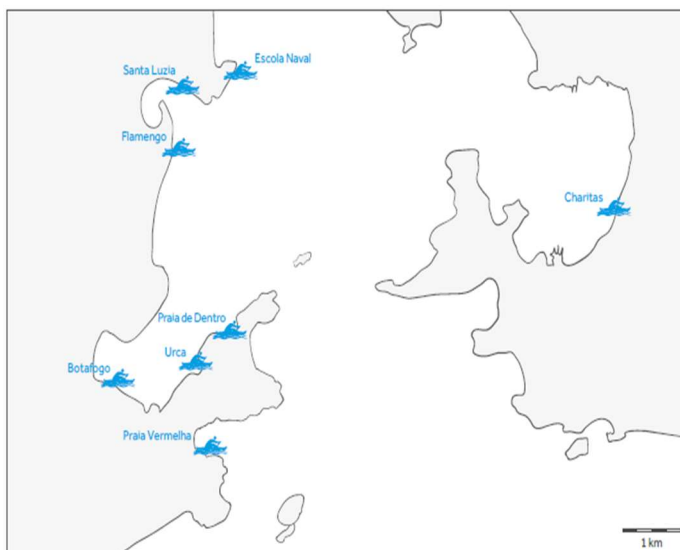 Escola Naval
Santa Luzia
Flamengo
Charitas
Praia de Dentro
Urca
Botafogo
Praia Vermelha
1 km